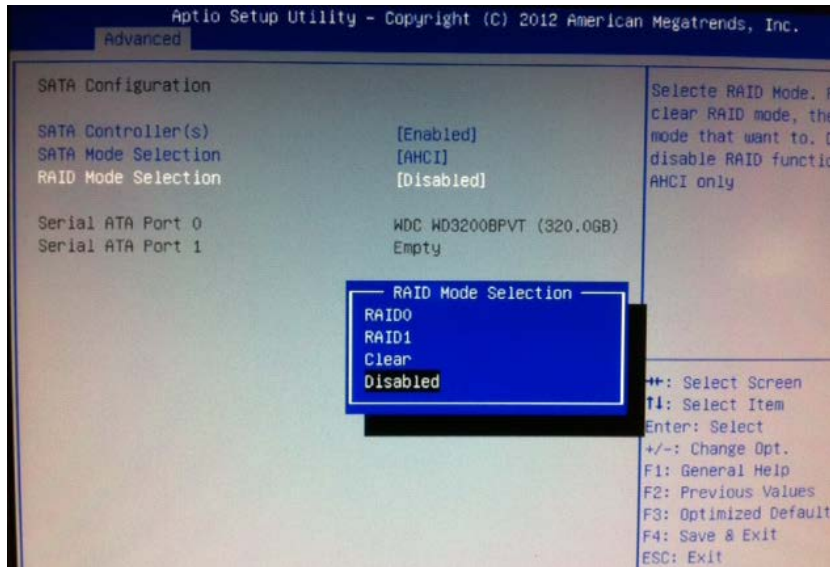 Aptio Setup Utility – Copyright (C) 2012 American Megatrends, Inc.
Advanced
SATA Configuration
SATA Controller(s) [Enabled]
SATA Mode Selection [AHCI]
RAID Mode Selection [Disabled]
Serial ATA Port 0 WDC WD3200BPVT (320.0GB)
Serial ATA Port 1 Empty
RAID Mode Selection
RAID0
RAID1
Clear
Disabled
Selecte RAID Mode.
clear RAID mode, the
mode that want to.
disable RAID functio
AHCI only
→←: Select Screen
↑↓: Select Item
Enter: Select
+/-: Change Opt.
F1: General Help
F2: Previous Values
F3: Optimized Default
F4: Save & Exit
ESC: Exit